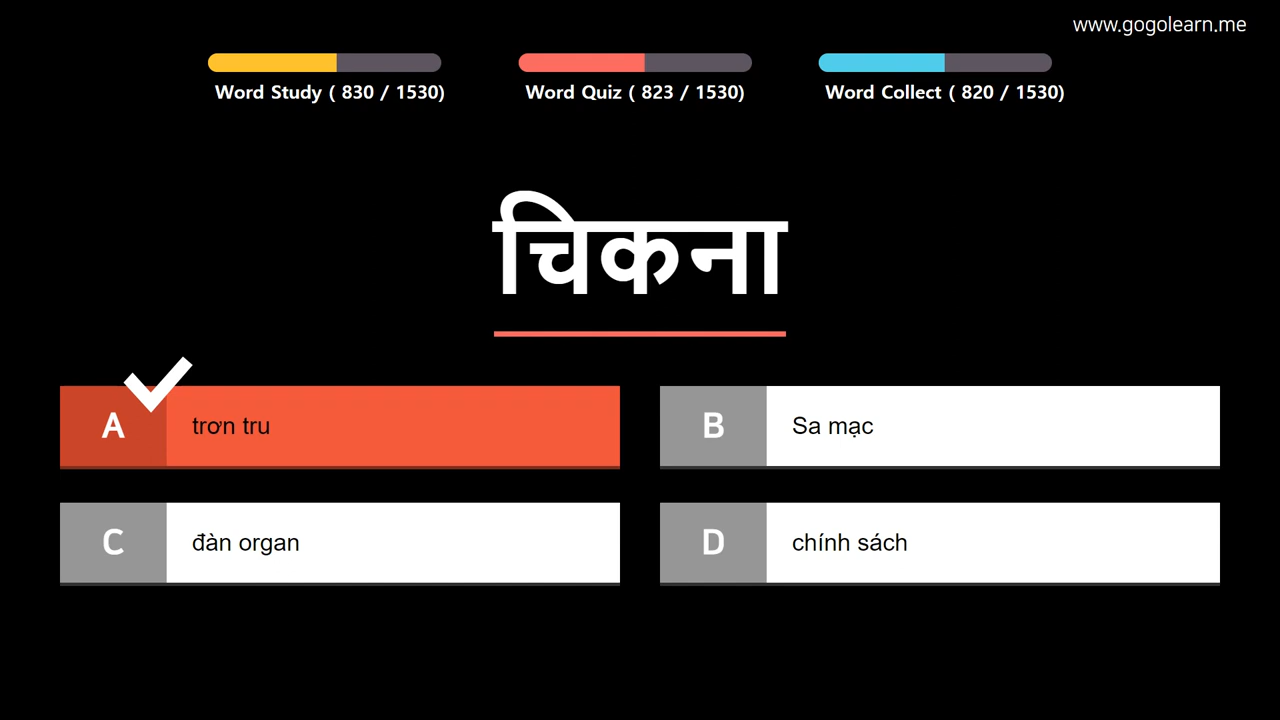 www.gogolearn.me
Word Study ( 830 / 1530)
Word Quiz ( 823 / 1530)
Word Collect ( 820 / 1530)
चिकना
A trơn tru
B Sa mạc
C đàn organ
D chính sách